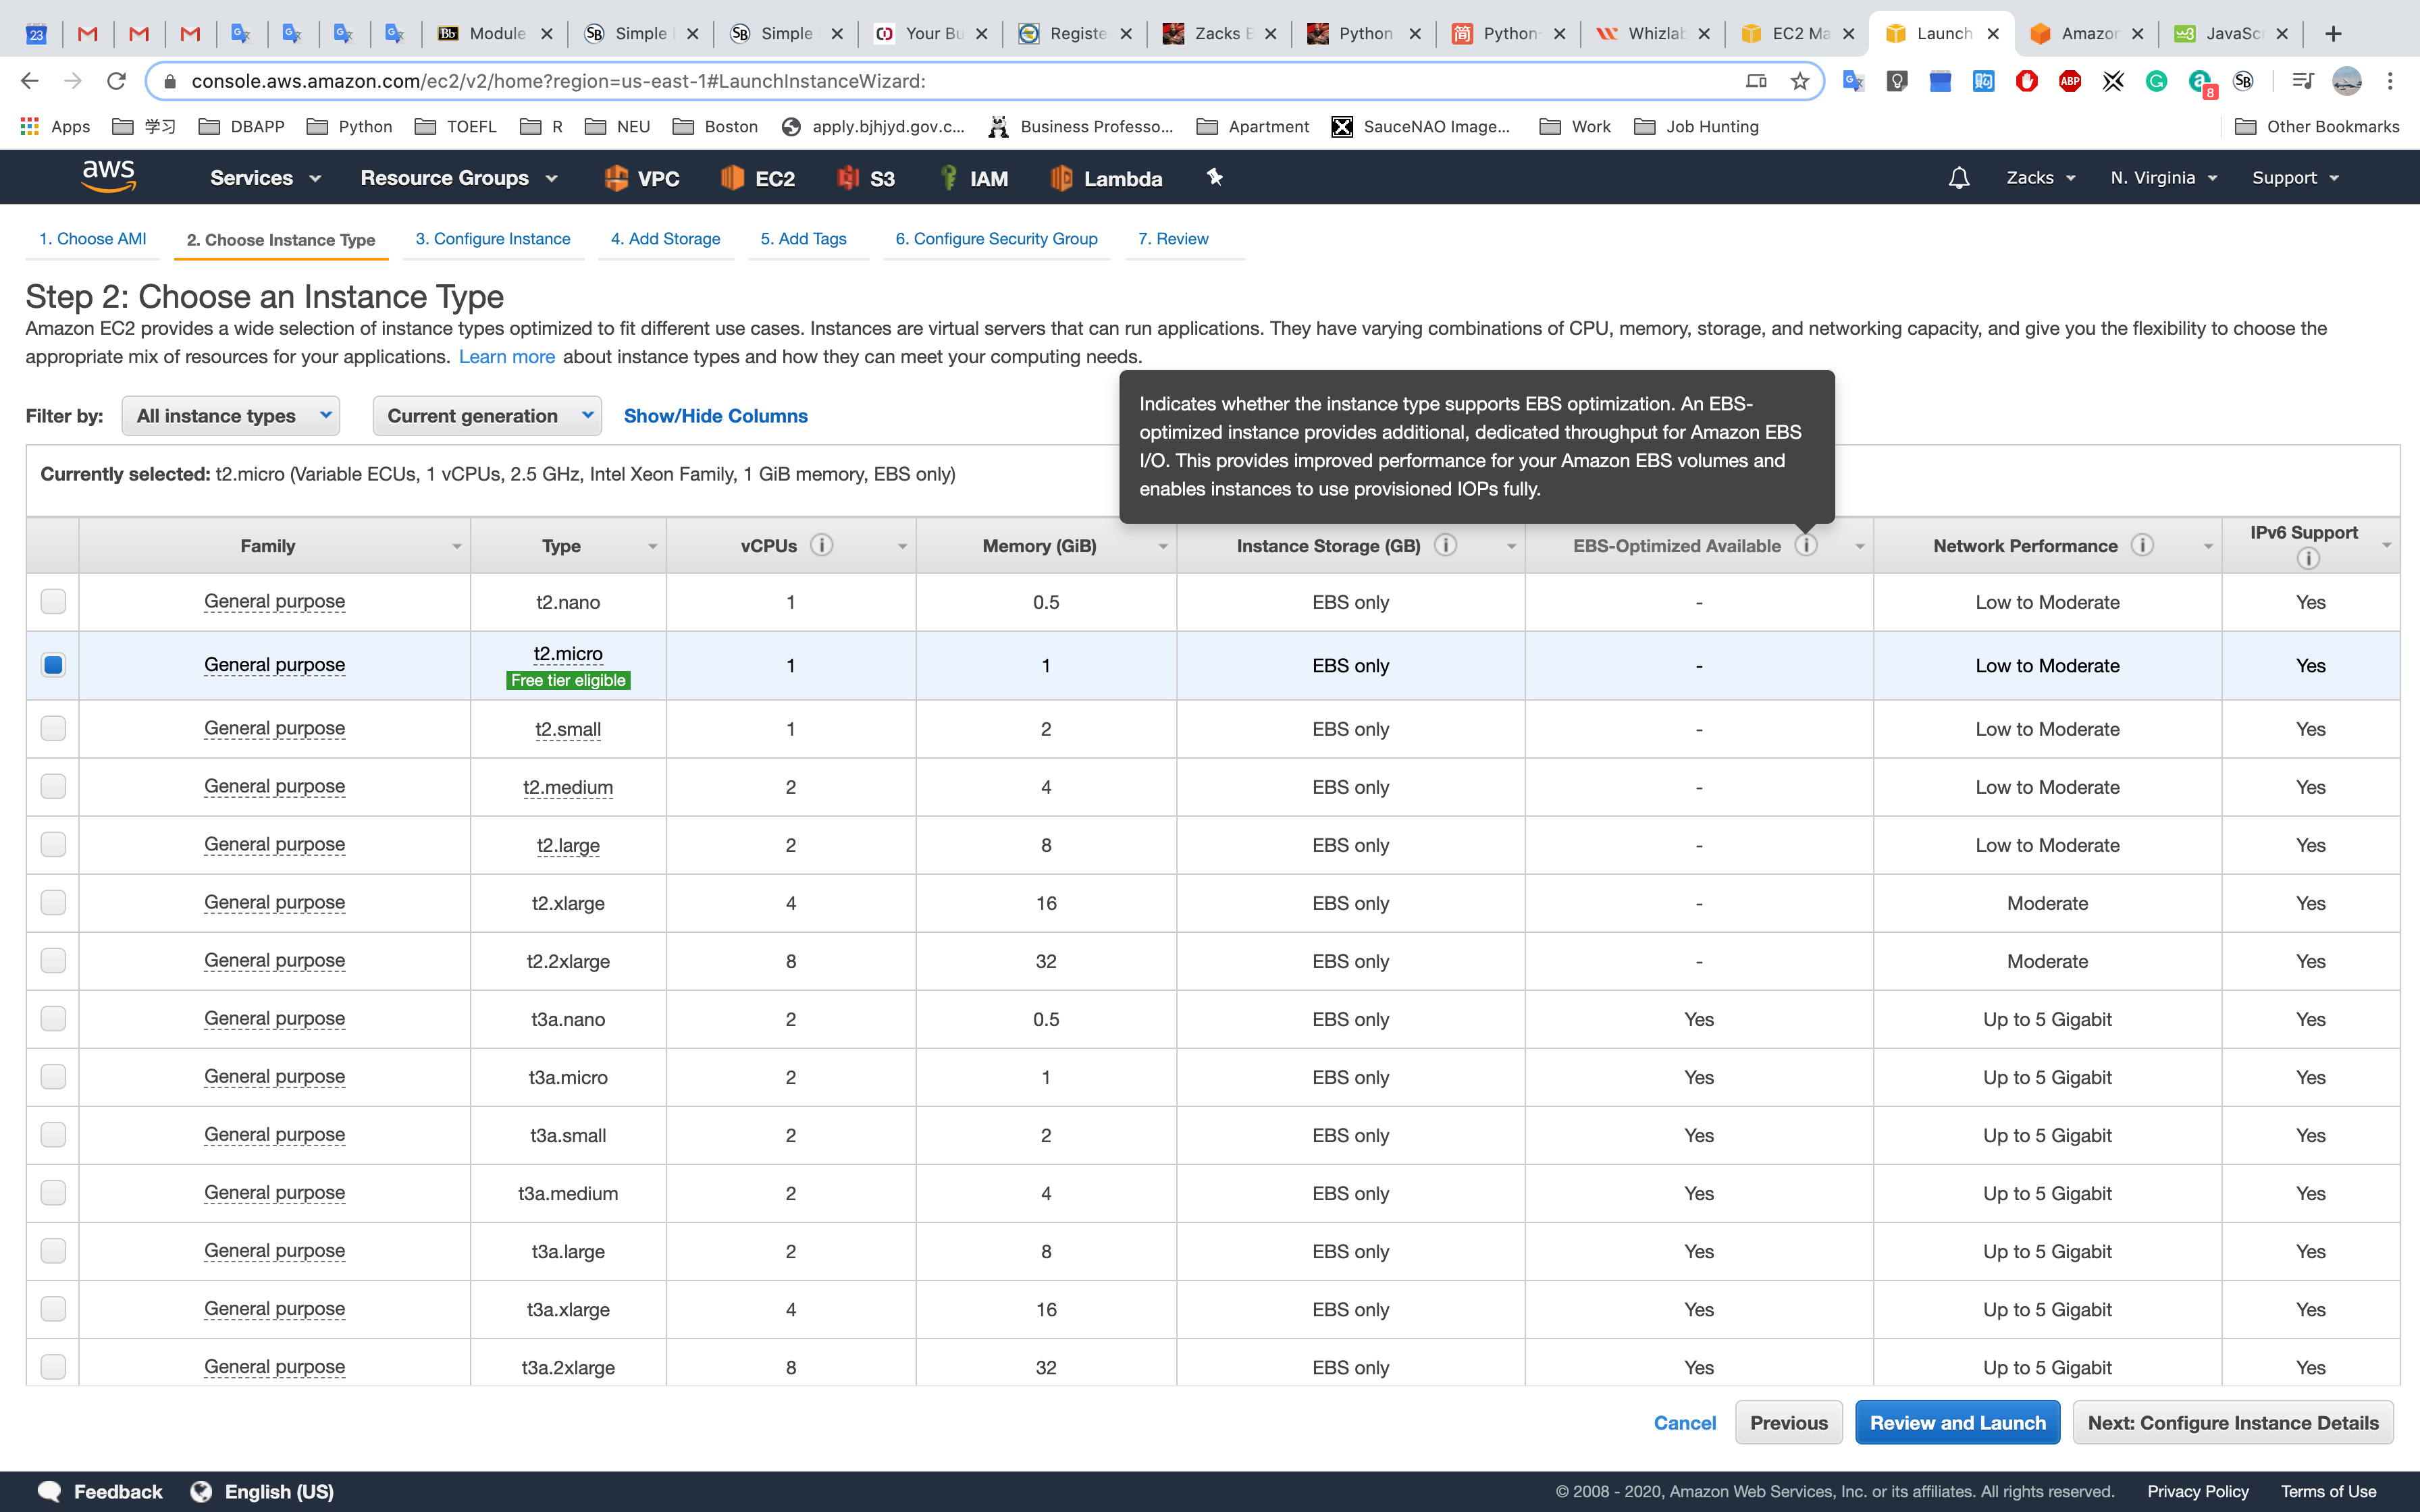 23
Module
Simple
Simple
Your Bu
Registe
Zacks E
Python
Python-
Whizlab
EC2 Ma
Launch
Amazon
JavaSc
console.aws.amazon.com/ec2/v2/home?region=us-east-1#LaunchInstanceWizard:
ABP
8
Apps
学习
DBAPP
Python
TOEFL
R
NEU
Boston
apply.bjhjyd.gov.c...
Business Professo...
Apartment
SauceNAO Image...
Work
Job Hunting
Other Bookmarks
aws
Services
Resource Groups
VPC
EC2
S3
IAM
Lambda
Zacks
N. Virginia
Support
1. Choose AMI
2. Choose Instance Type
3. Configure Instance
4. Add Storage
5. Add Tags
6. Configure Security Group
7. Review
Step 2: Choose an Instance Type
Amazon EC2 provides a wide selection of instance types optimized to fit different use cases. Instances are virtual servers that can run applications. They have varying combinations of CPU, memory, storage, and networking capacity, and give you the flexibility to choose the
appropriate mix of resources for your applications. Learn more about instance types and how they can meet your computing needs.
Indicates whether the instance type supports EBS optimization. An EBS-
optimized instance provides additional, dedicated throughput for Amazon EBS
I/O. This provides improved performance for your Amazon EBS volumes and
enables instances to use provisioned IOPs fully.
Filter by: All instance types Current generation Show/Hide Columns
Currently selected: t2.micro (Variable ECUs, 1 vCPUs, 2.5 GHz, Intel Xeon Family, 1 GiB memory, EBS only)
Family Type vCPUs Memory (GiB) Instance Storage (GB) EBS-Optimized Available Network Performance IPv6 Support
General purpose t2.nano 1 0.5 EBS only - Low to Moderate Yes
General purpose t2.micro 1 1 EBS only - Low to Moderate Yes
Free tier eligible
General purpose t2.small 1 2 EBS only - Low to Moderate Yes
General purpose t2.medium 2 4 EBS only - Low to Moderate Yes
General purpose t2.large 2 8 EBS only - Low to Moderate Yes
General purpose t2.xlarge 4 16 EBS only - Moderate Yes
General purpose t2.2xlarge 8 32 EBS only - Moderate Yes
General purpose t3a.nano 2 0.5 EBS only Yes Up to 5 Gigabit Yes
General purpose t3a.micro 2 1 EBS only Yes Up to 5 Gigabit Yes
General purpose t3a.small 2 2 EBS only Yes Up to 5 Gigabit Yes
General purpose t3a.medium 2 4 EBS only Yes Up to 5 Gigabit Yes
General purpose t3a.large 2 8 EBS only Yes Up to 5 Gigabit Yes
General purpose t3a.xlarge 4 16 EBS only Yes Up to 5 Gigabit Yes
General purpose t3a.2xlarge 8 32 EBS only Yes Up to 5 Gigabit Yes
Cancel
Previous
Review and Launch
Next: Configure Instance Details
Feedback
English (US)
© 2008 - 2020, Amazon Web Services, Inc. or its affiliates. All rights reserved.
Privacy Policy
Terms of Use